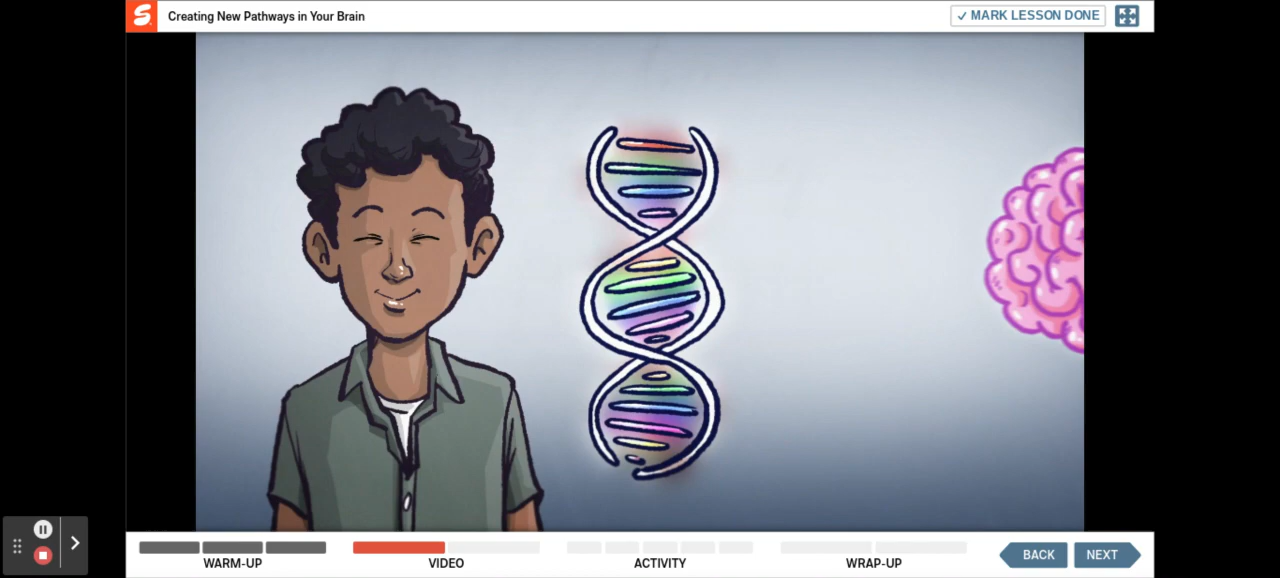 Creating New Pathways in Your Brain
✓ MARK LESSON DONE
WARM-UP
VIDEO
ACTIVITY
WRAP-UP
BACK
NEXT